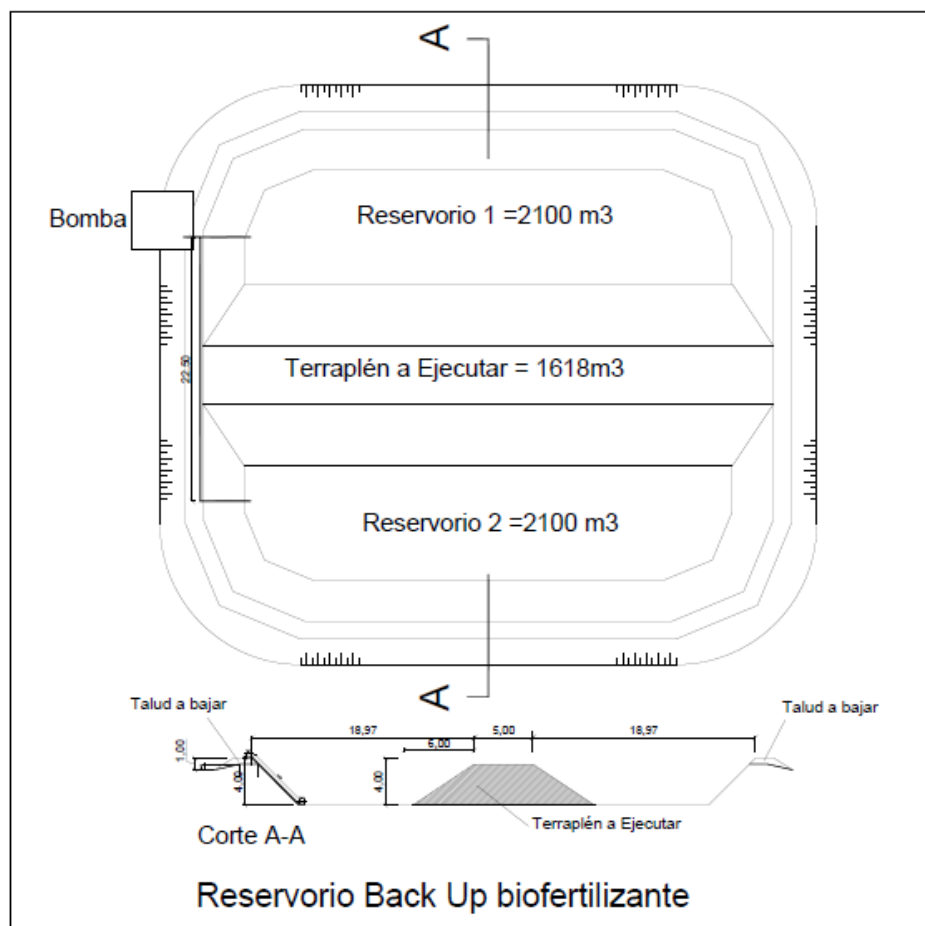 A
Bomba
Reservorio 1 =2100 m3
22.50
Terraplén a Ejecutar = 1618m3
Reservorio 2 =2100 m3
A
Talud a bajar
Talud a bajar
18,97
5,00
18,97
6,00
1,00
4.00
4.00
Terraplén a Ejecutar
Corte A-A
Reservorio Back Up biofertilizante